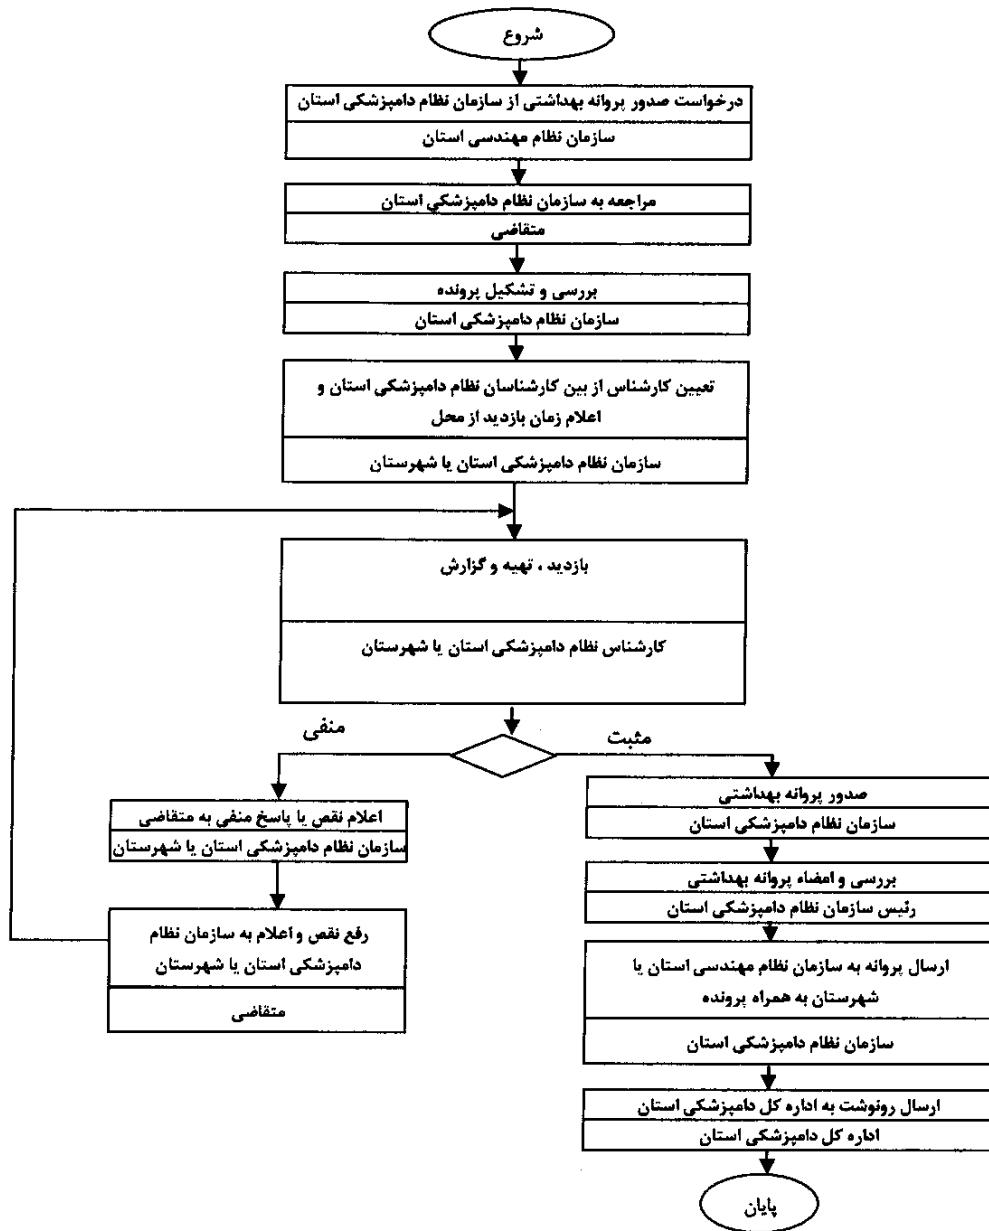 شروع
درخواست صدور پروانه بهداشتی از سازمان نظام دامپزشکی استان
سازمان نظام مهندسی استان
مراجعه به سازمان نظام دامپزشکی استان
متقاضی
بررسی و تشکیل پرونده
سازمان نظام دامپزشکی استان
تعیین کارشناس از بین کارشناسان نظام دامپزشکی استان و
اعلام زمان بازدید از محل
سازمان نظام دامپزشکی استان یا شهرستان
بازدید ، تهیه و گزارش
کارشناس نظام دامپزشکی استان یا شهرستان
مثبت
منفی
صدور پروانه بهداشتی
سازمان نظام دامپزشکی استان
بررسی و امضاء پروانه بهداشتی
رئیس سازمان نظام دامپزشکی استان
ارسال پروانه به سازمان نظام مهندسی استان یا
شهرستان به همراه پرونده
سازمان نظام دامپزشکی استان
ارسال رونوشت به اداره کل دامپزشکی استان
اداره کل دامپزشکی استان
پایان
اعلام نقص یا پاسخ منفی به متقاضی
سازمان نظام دامپزشکی استان یا شهرستان
رفع نقص و اعلام به سازمان نظام
دامپزشکی استان یا شهرستان
متقاضی